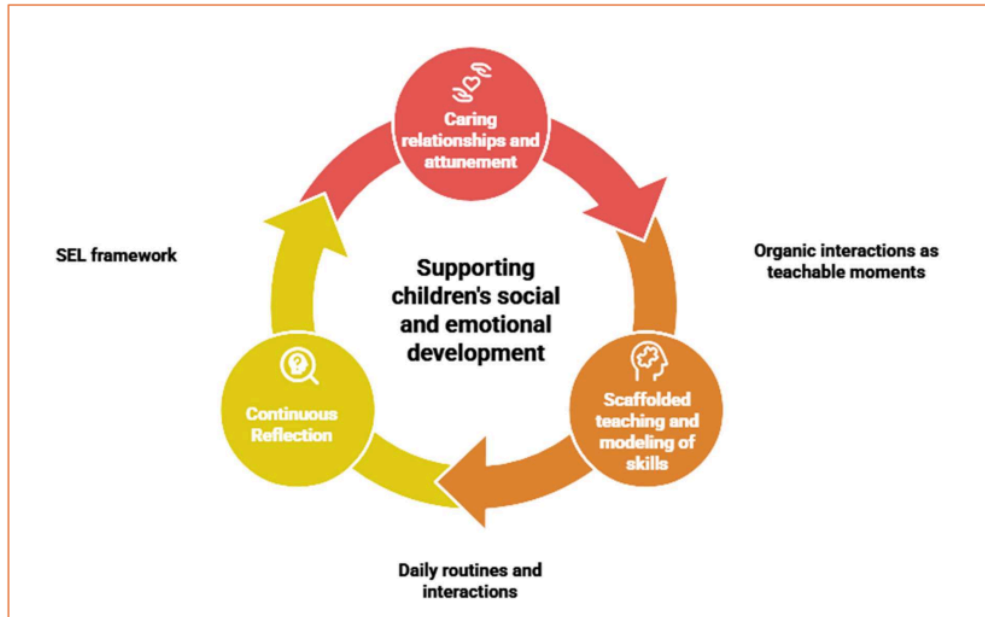 Caring
relationships and
attunement
SEL framework
Organic interactions as
teachable moments
Supporting
children's social
and emotional
development
Continuous
Reflection
Scaffolded
teaching and
modeling of
skills
Daily routines and
interactions